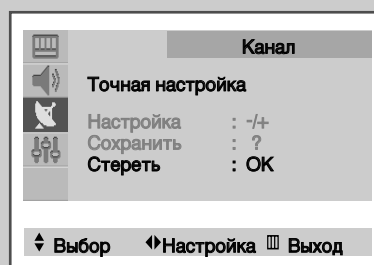 Канал
Точная настройка
Настройка : -/+
Сохранить : ?
Стереть : OK
Выбор Настройка Выход